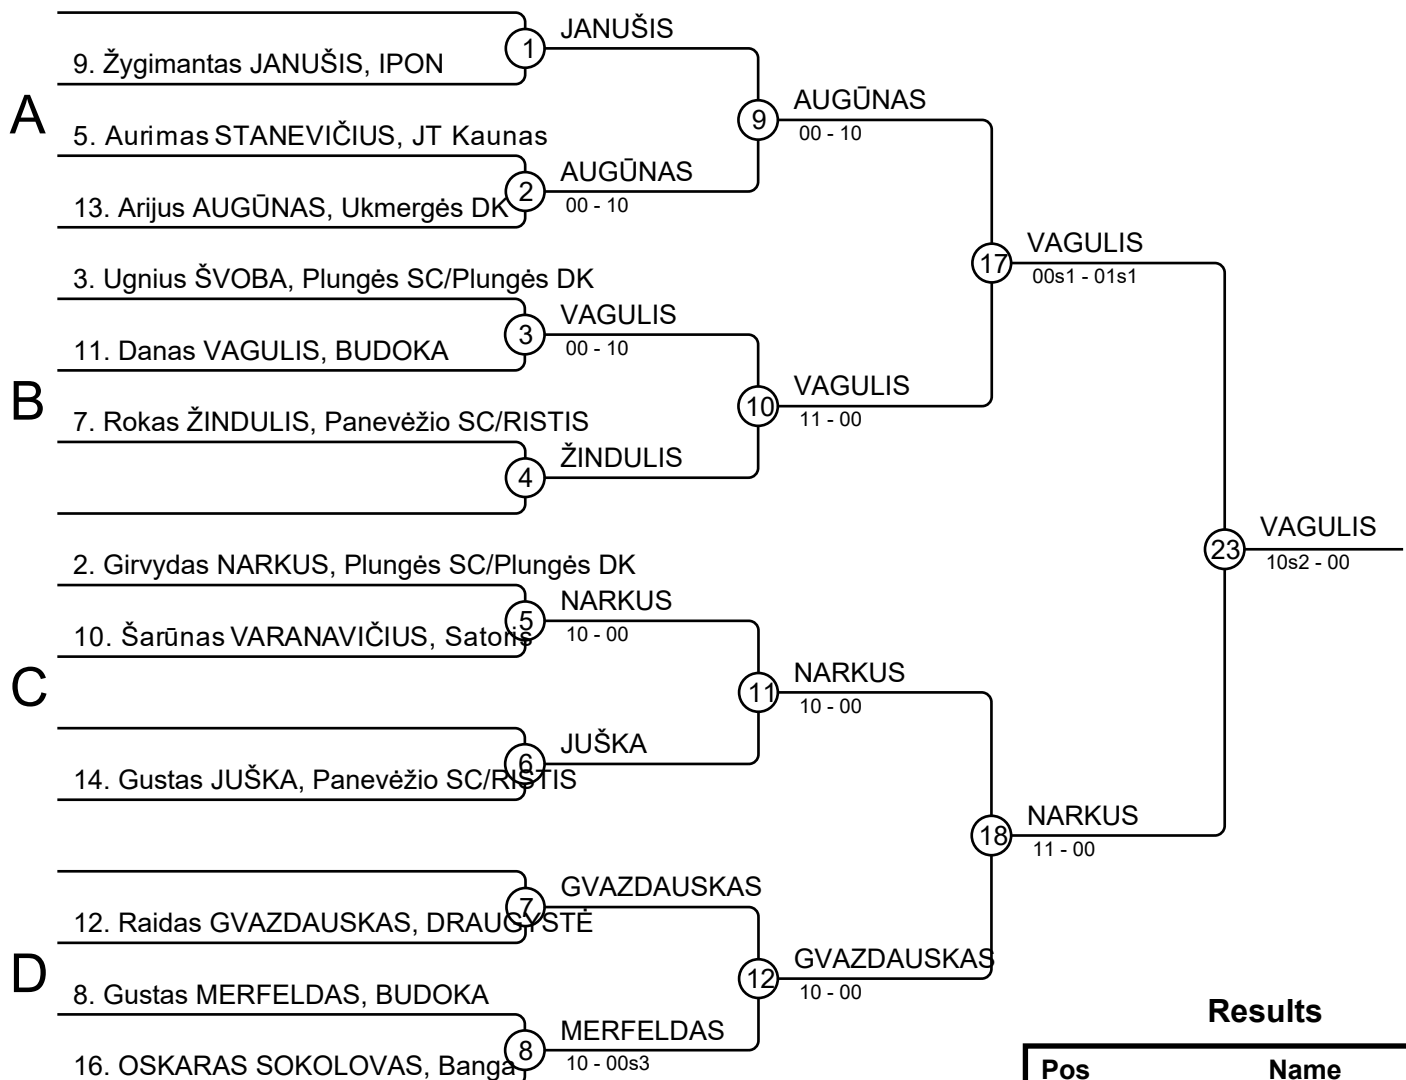 JANUŠIS
1
9. Žygimantas JANUŠIS, IPON
A
AUGŪNAS
9
00 - 10
5. Aurimas STANEVIČIUS, JT Kaunas
AUGŪNAS
2
00 - 10
13. Arijus AUGŪNAS, Ukmergės DK
VAGULIS
17
00s1 - 01s1
3. Ugnius ŠVOBA, Plungės SC/Plungės DK
VAGULIS
3
00 - 10
11. Danas VAGULIS, BUDOKA
B
VAGULIS
10
11 - 00
7. Rokas ŽINDULIS, Panevėžio SC/RISTIS
ŽINDULIS
4
VAGULIS
23
10s2 - 00
2. Girvydas NARKUS, Plungės SC/Plungės DK
NARKUS
5
10 - 00
10. Šarūnas VARANAVIČIUS, Satoris
C
NARKUS
11
10 - 00
JUŠKA
6
14. Gustas JUŠKA, Panevėžio SC/RISTIS
NARKUS
18
11 - 00
GVAZDAUSKAS
7
12. Raidas GVAZDAUSKAS, DRAUGYSTĖ
D
GVAZDAUSKAS
12
10 - 00
8. Gustas MERFELDAS, BUDOKA
MERFELDAS
8
10 - 00s3
16. OSKARAS SOKOLOVAS, Banga
Results
Pos Name